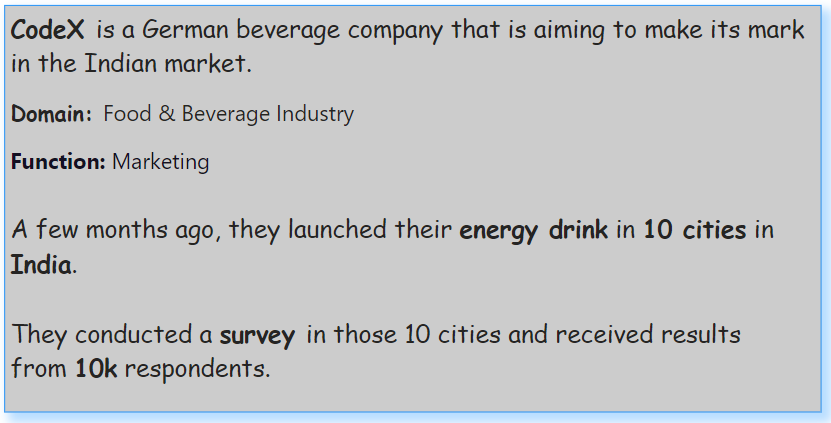 CodeX is a German beverage company that is aiming to make its mark
in the Indian market.
Domain: Food & Beverage Industry
Function: Marketing
A few months ago, they launched their energy drink in 10 cities in
India.
They conducted a survey in those 10 cities and received results
from 10k respondents.